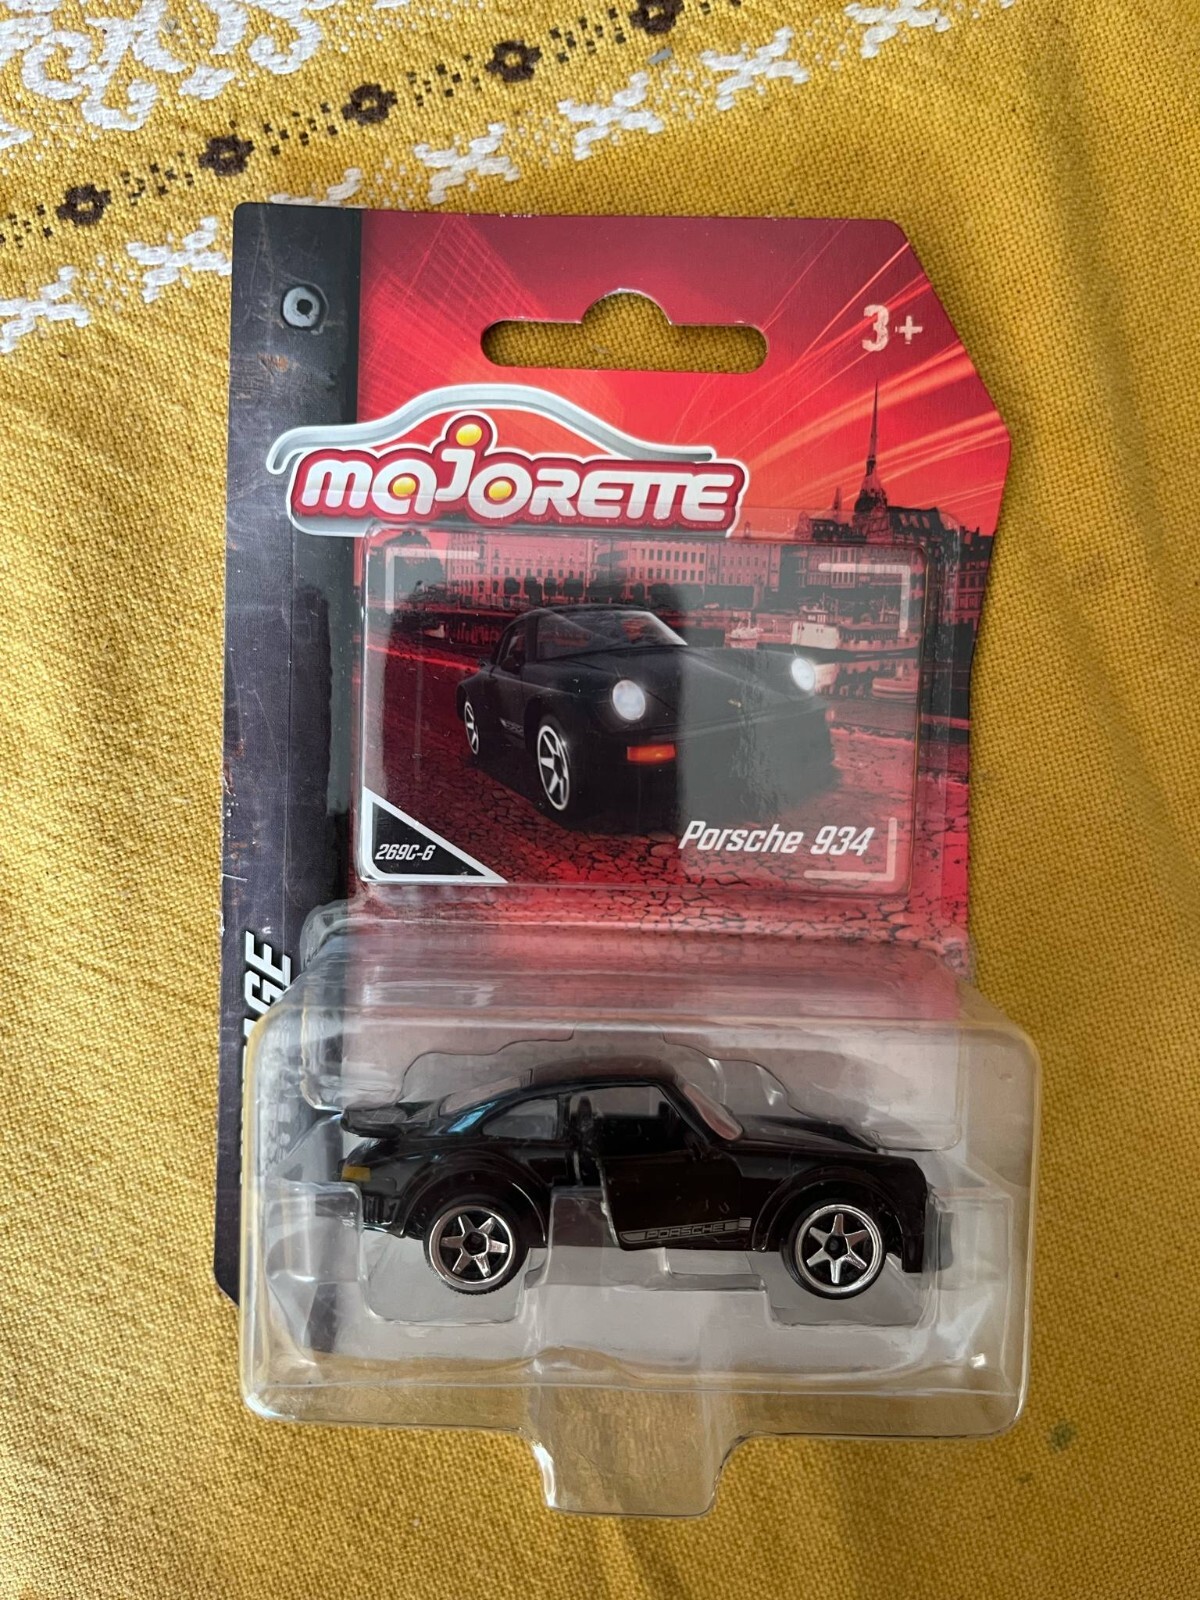 3+
majorette
Porsche 934
269C-6
PORSCHE